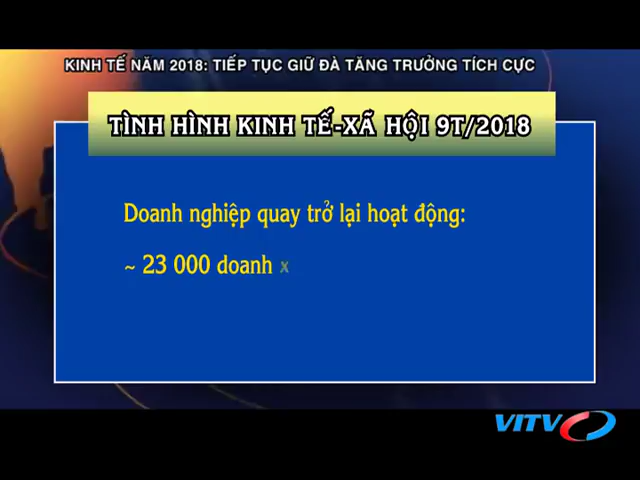 KINH TẾ NĂM 2018: TIẾP TỤC GIỮ ĐÀ TĂNG TRƯỞNG TÍCH CỰC
TÌNH HÌNH KINH TẾ-XÃ HỘI 9T/2018
Doanh nghiệp quay trở lại hoạt động:
~ 23 000 doanh x
VITV